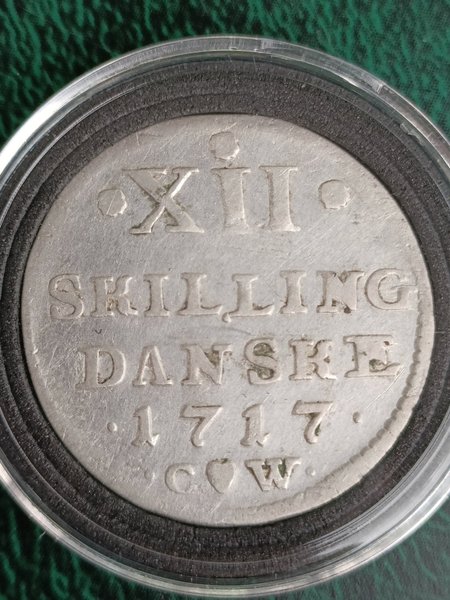 ·XII·
SKILLING
DANSKE
·1717·
·C♥W·